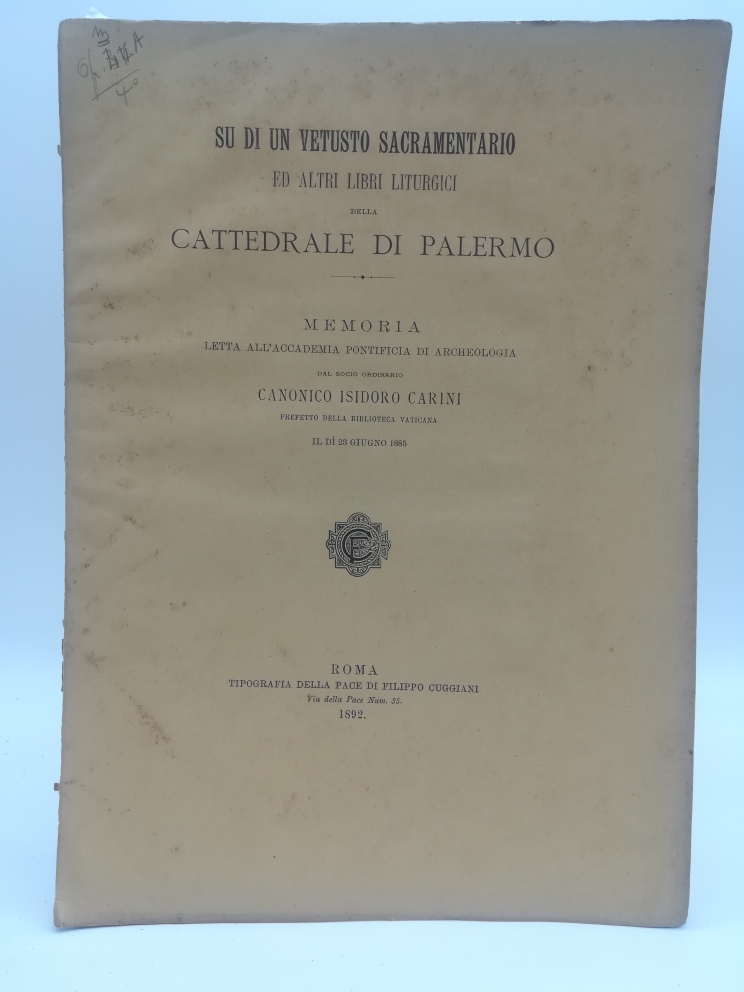 SU DI UN VETUSTO SACRAMENTARIO
ED ALTRI LIBRI LITURGICI
DELLA
CATTEDRALE DI PALERMO
MEMORIA
LETTA ALL'ACCADEMIA PONTIFICIA DI ARCHEOLOGIA
DAL SOCIO ORDINARIO
CANONICO ISIDORO CARINI
PREFETTO DELLA BIBLIOTECA VATICANA
IL DÌ 23 GIUGNO 1885
ROMA
TIPOGRAFIA DELLA PACE DI FILIPPO CUGGIANI
Via della Pace Num. 35.
1892.